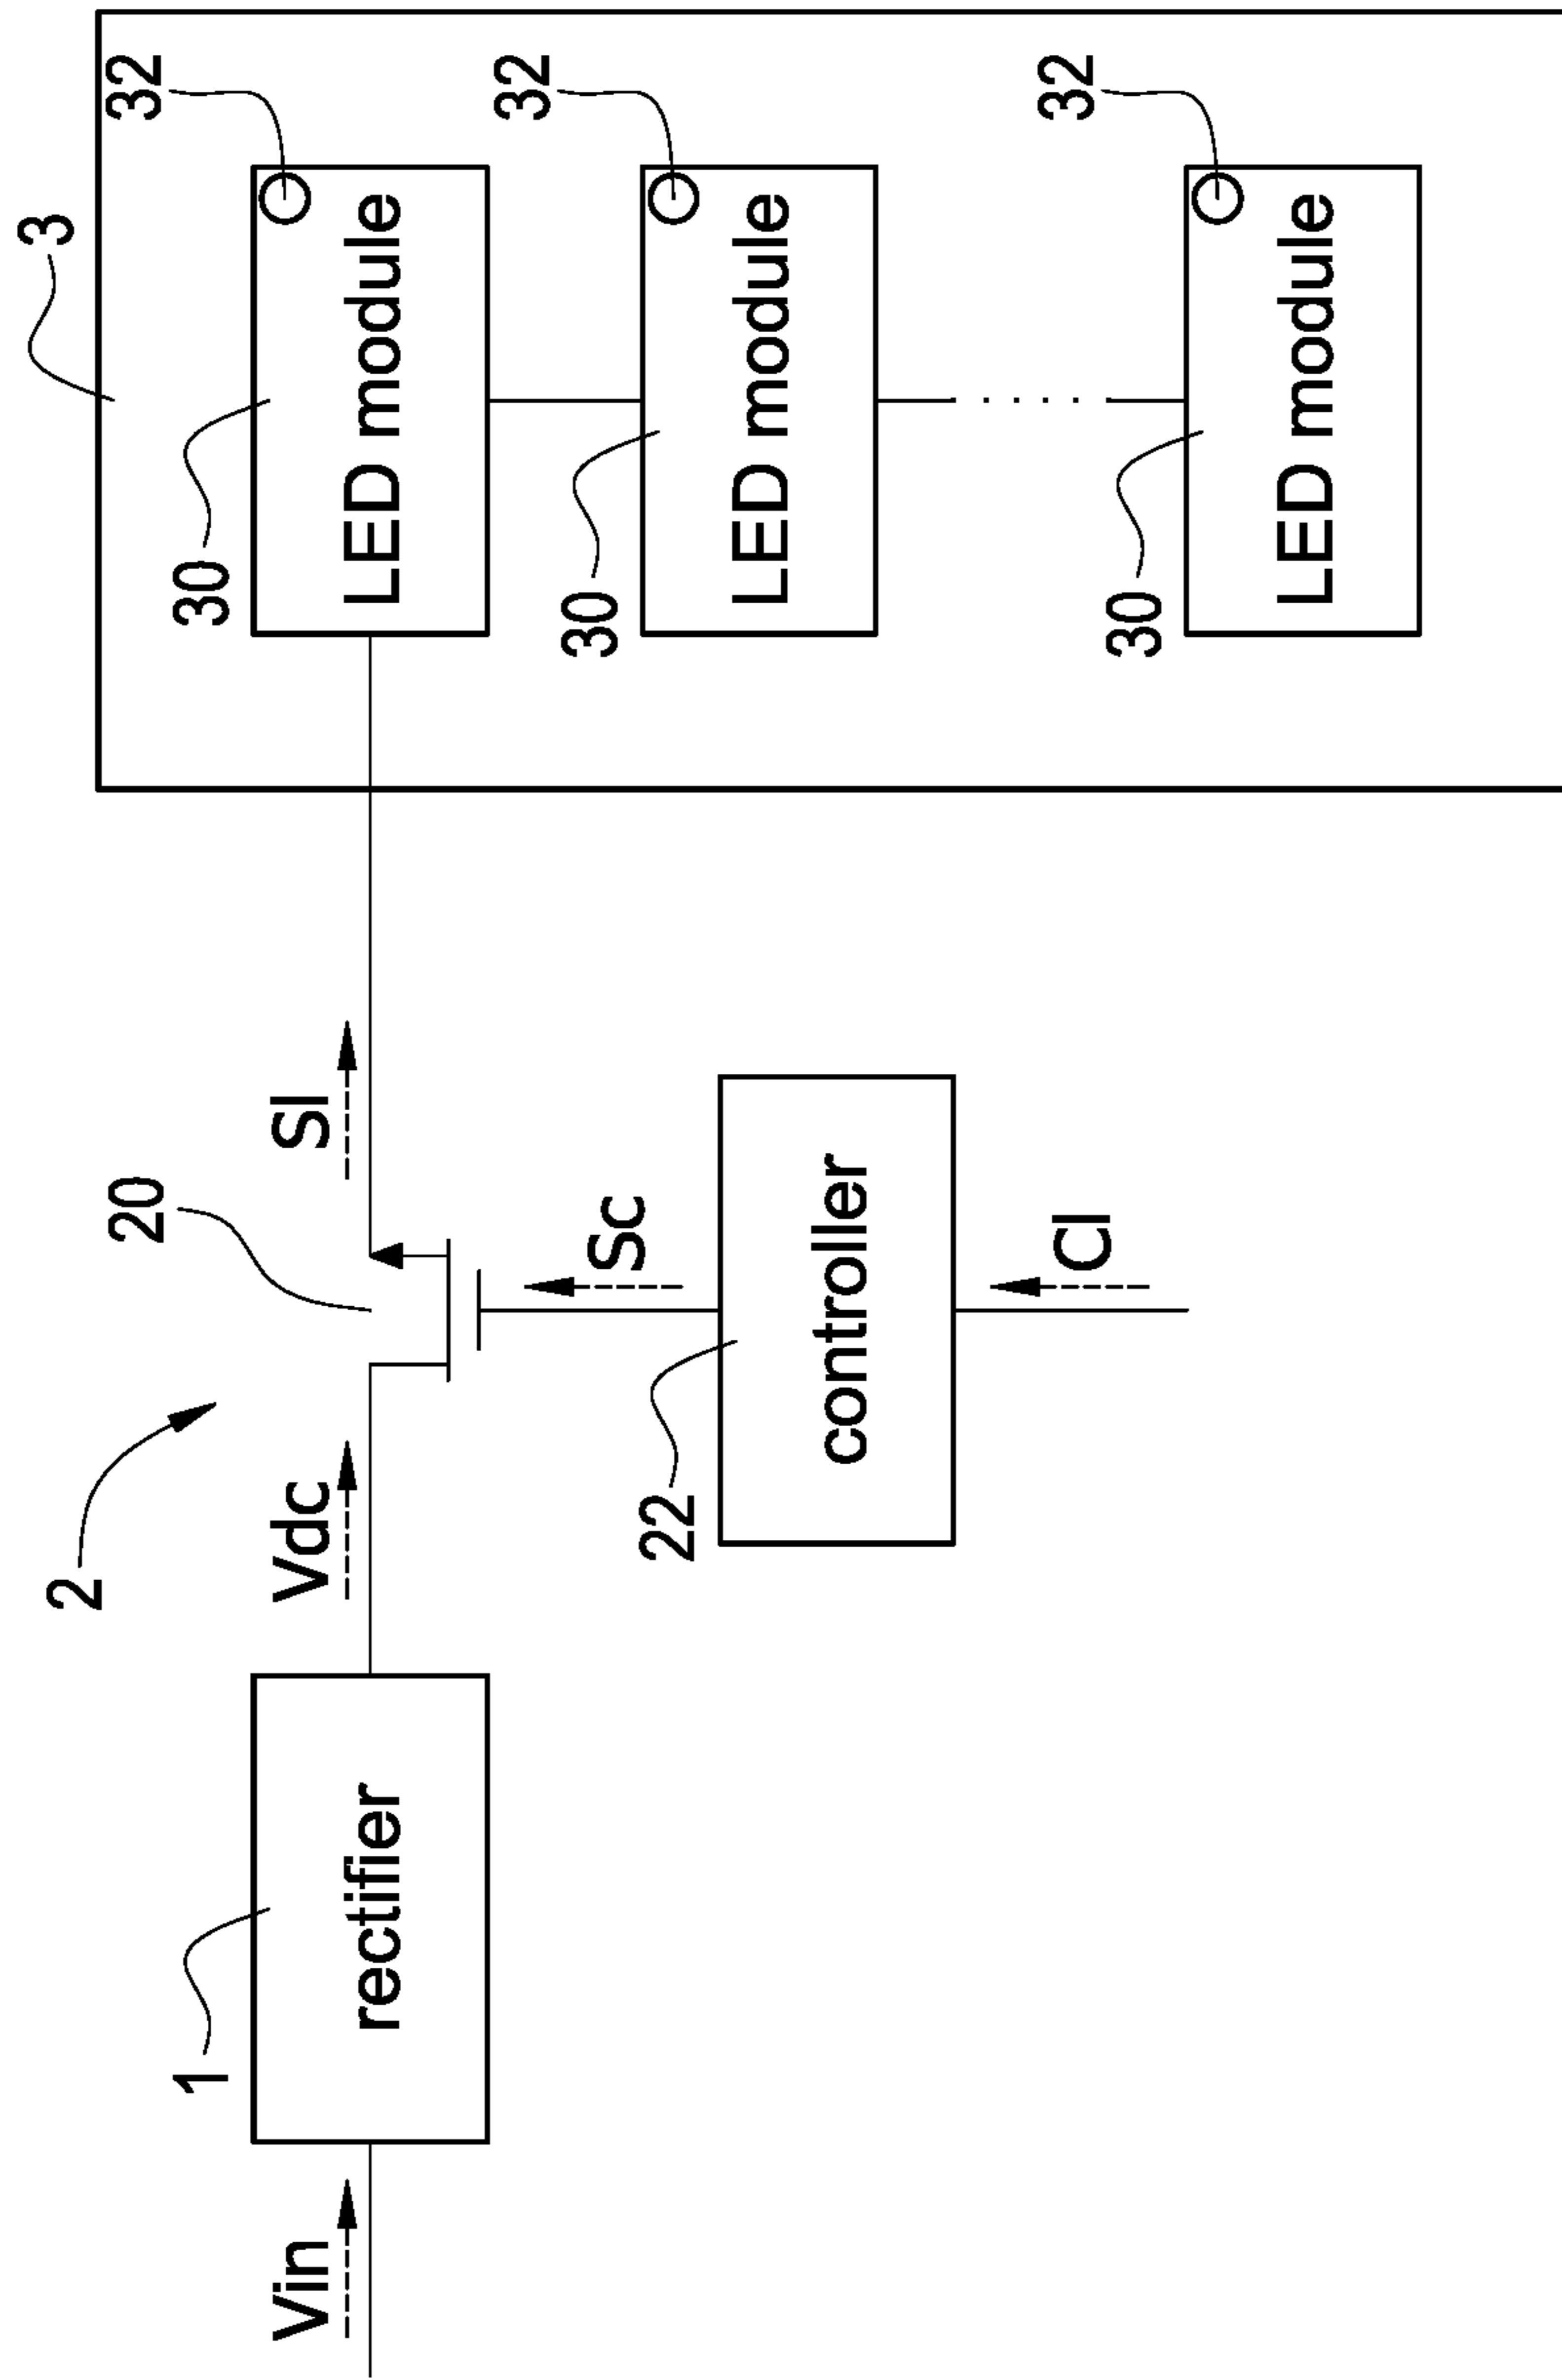 3
2
20
32
1
30
Vin
Vdc
SI
rectifier
LED module
32
30
Sc
22
LED module
controller
32
CI
30
LED module